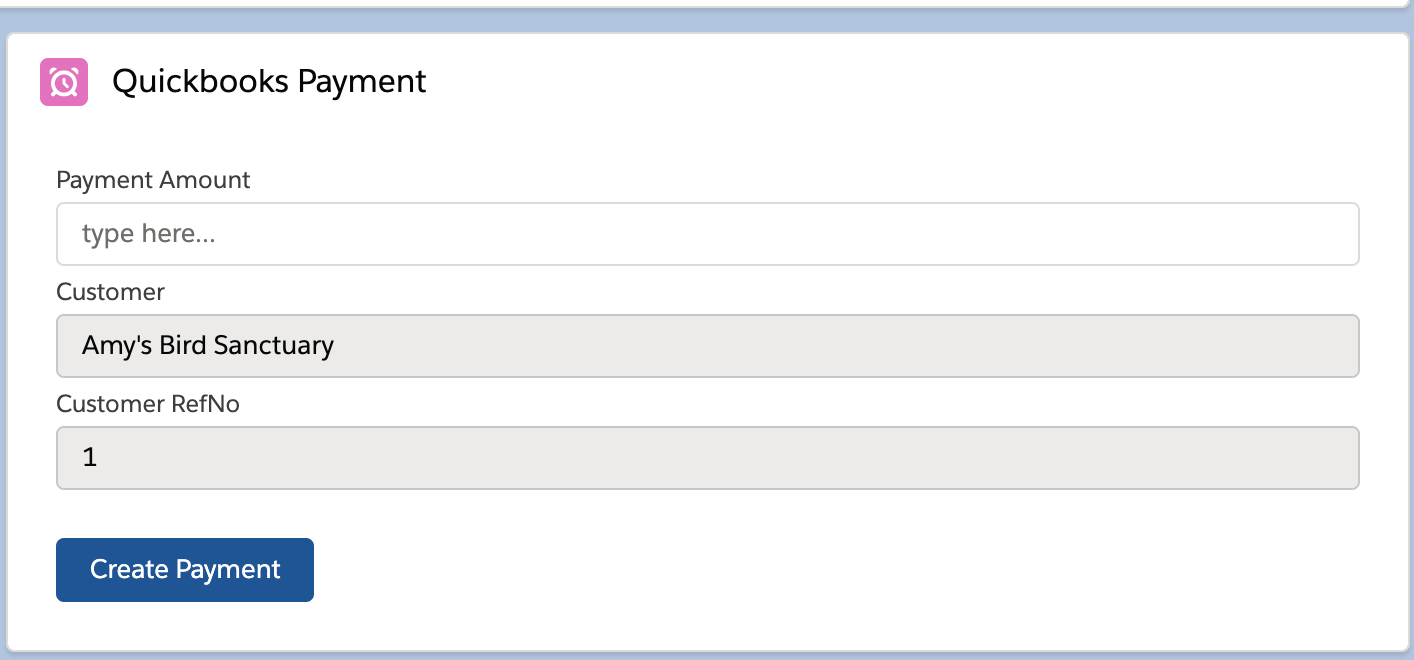 Quickbooks Payment
Payment Amount
type here...
Customer
Amy's Bird Sanctuary
Customer RefNo
1
Create Payment